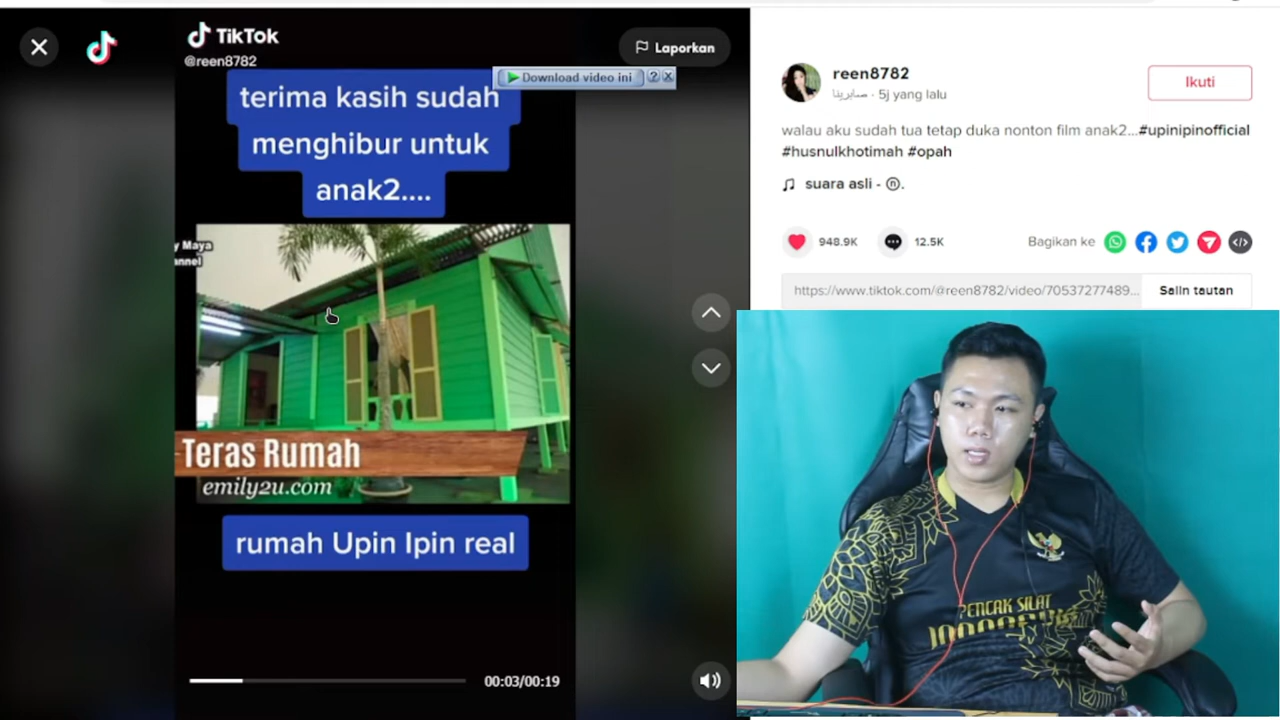 TikTok
@reen8782
Laporkan
Download video ini
terima kasih sudah
menghibur untuk
anak2....
Teras Rumah
emily2u.com
rumah Upin Ipin real
00:03/00:19
reen8782
صابرينا · 5j yang lalu
Ikuti
walau aku sudah tua tetap duka nonton film anak2...#upinipinofficial
#husnulkhotimah #opah
suara asli - ⓝ.
948.9K
12.5K
Bagikan ke
https://www.tiktok.com/@reen8782/video/70537277489...
Salin tautan
PENCAK SILAT